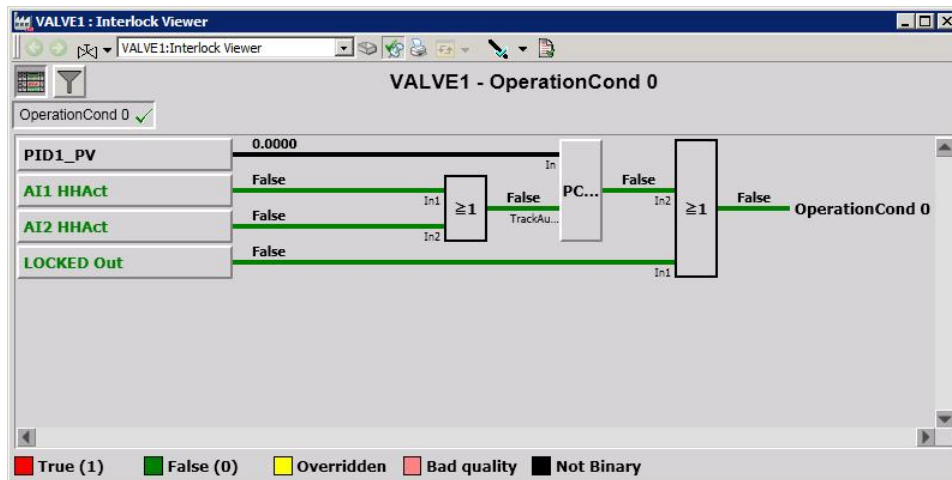 VALVE1 : Interlock Viewer
VALVE1:Interlock Viewer
VALVE1 - OperationCond 0
OperationCond 0
PID1_PV
0.0000
In
AI1 HHAct
False
In1
AI2 HHAct
False
In2
≧1
False
TrackAu...
PC...
False
In2
LOCKED Out
False
In1
≧1
False
OperationCond 0
True (1) False (0) Overridden Bad quality Not Binary